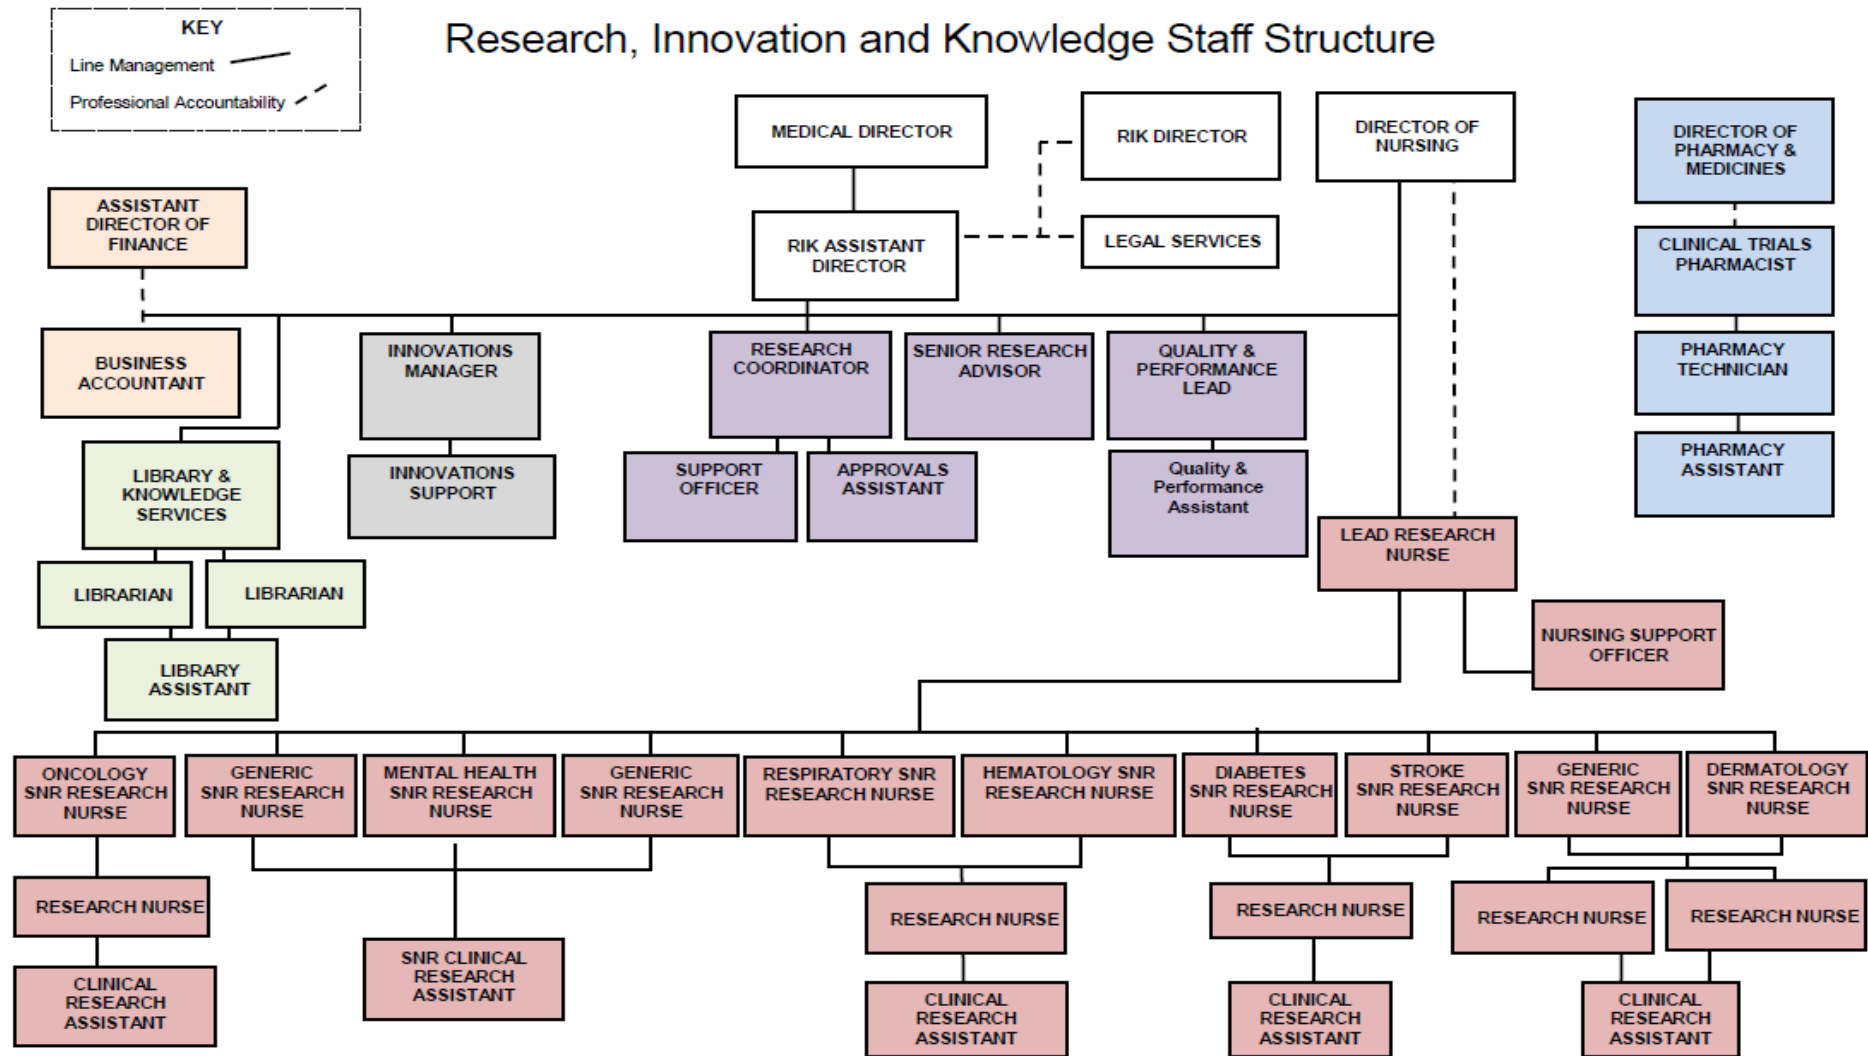 KEY
Line Management
Professional Accountability
Research, Innovation and Knowledge Staff Structure
MEDICAL DIRECTOR
RIK DIRECTOR
DIRECTOR OF
NURSING
DIRECTOR OF
PHARMACY &
MEDICINES
ASSISTANT
DIRECTOR OF
FINANCE
RIK ASSISTANT
DIRECTOR
LEGAL SERVICES
CLINICAL TRIALS
PHARMACIST
BUSINESS
ACCOUNTANT
INNOVATIONS
MANAGER
RESEARCH
COORDINATOR
SENIOR RESEARCH
ADVISOR
QUALITY &
PERFORMANCE
LEAD
PHARMACY
TECHNICIAN
LIBRARY &
KNOWLEDGE
SERVICES
INNOVATIONS
SUPPORT
SUPPORT
OFFICER
APPROVALS
ASSISTANT
Quality &
Performance
Assistant
PHARMACY
ASSISTANT
LEAD RESEARCH
NURSE
LIBRARIAN
LIBRARIAN
NURSING SUPPORT
OFFICER
LIBRARY
ASSISTANT
ONCOLOGY
SNR RESEARCH
NURSE
GENERIC
SNR RESEARCH
NURSE
MENTAL HEALTH
SNR RESEARCH
NURSE
GENERIC
SNR RESEARCH
NURSE
RESPIRATORY SNR
RESEARCH NURSE
HEMATOLOGY SNR
RESEARCH NURSE
DIABETES
SNR RESEARCH
NURSE
STROKE
SNR RESEARCH
NURSE
GENERIC
SNR RESEARCH
NURSE
DERMATOLOGY
SNR RESEARCH
NURSE
RESEARCH NURSE
RESEARCH NURSE
RESEARCH NURSE
RESEARCH NURSE
RESEARCH NURSE
CLINICAL
RESEARCH
ASSISTANT
SNR CLINICAL
RESEARCH
ASSISTANT
CLINICAL
RESEARCH
ASSISTANT
CLINICAL
RESEARCH
ASSISTANT
CLINICAL
RESEARCH
ASSISTANT